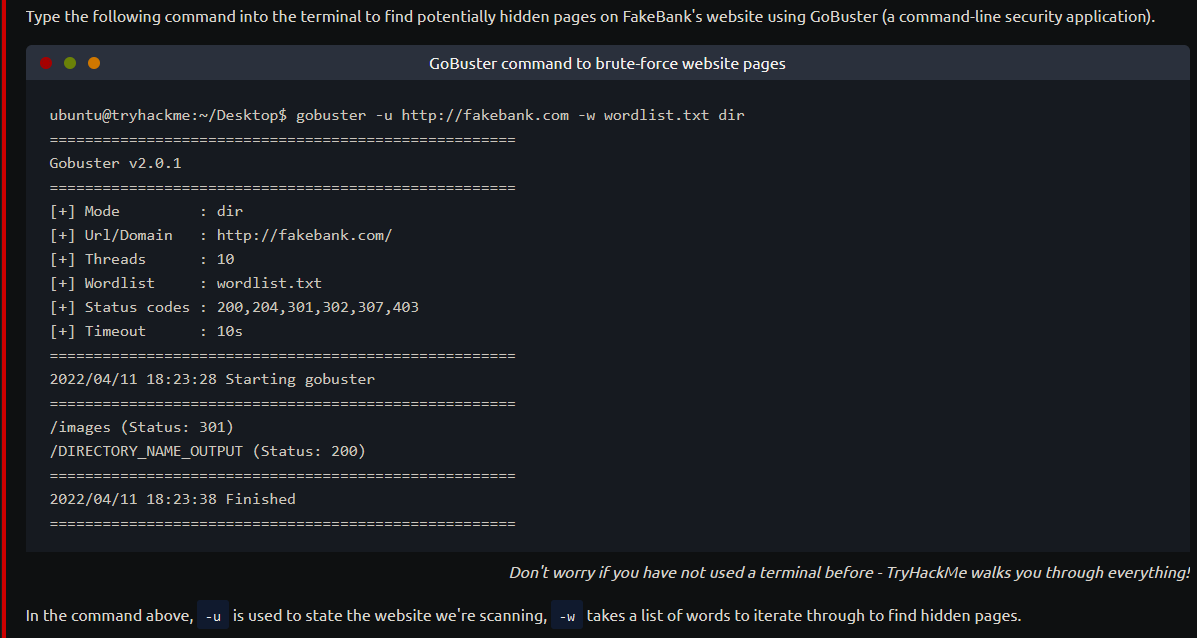 Type the following command into the terminal to find potentially hidden pages on FakeBank's website using GoBuster (a command-line security application).
GoBuster command to brute-force website pages
ubuntu@tryhackme:~/Desktop$ gobuster -u http://fakebank.com -w wordlist.txt dir
=====================================================
Gobuster v2.0.1
=====================================================
[+] Mode         : dir
[+] Url/Domain   : http://fakebank.com/
[+] Threads      : 10
[+] Wordlist     : wordlist.txt
[+] Status codes : 200,204,301,302,307,403
[+] Timeout      : 10s
=====================================================
2022/04/11 18:23:28 Starting gobuster
=====================================================
/images (Status: 301)
/DIRECTORY_NAME_OUTPUT (Status: 200)
=====================================================
2022/04/11 18:23:38 Finished
=====================================================
Don't worry if you have not used a terminal before - TryHackMe walks you through everything!
In the command above, -u is used to state the website we're scanning, -w takes a list of words to iterate through to find hidden pages.